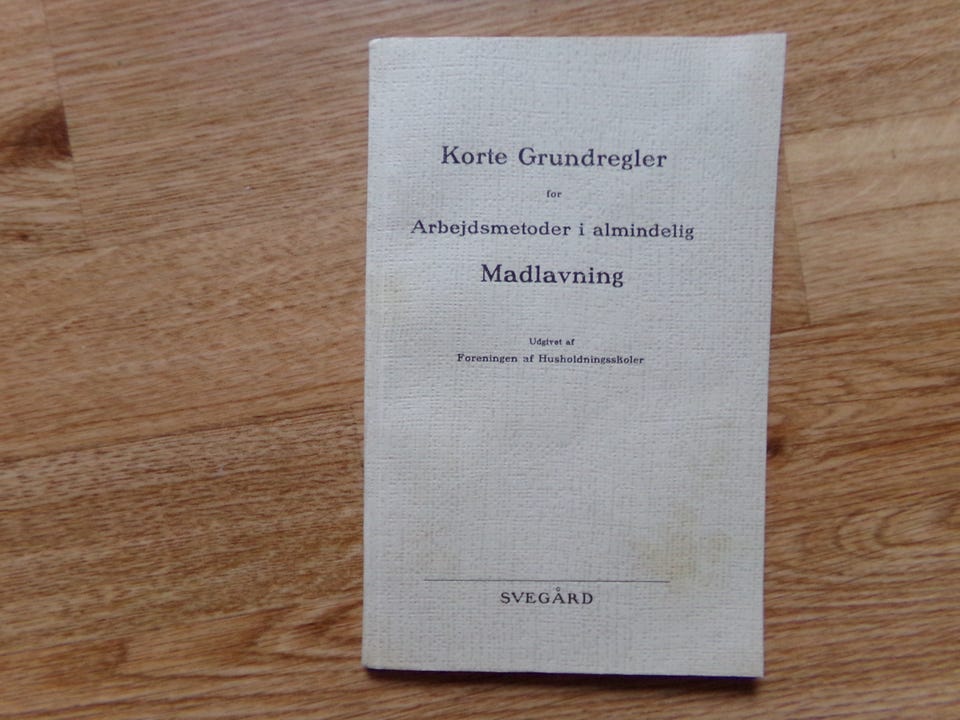 Korte Grundregler
for
Arbejdsmetoder i almindelig
Madlavning
Udgivet af
Foreningen af Husholdningsskoler
SVEGÅRD